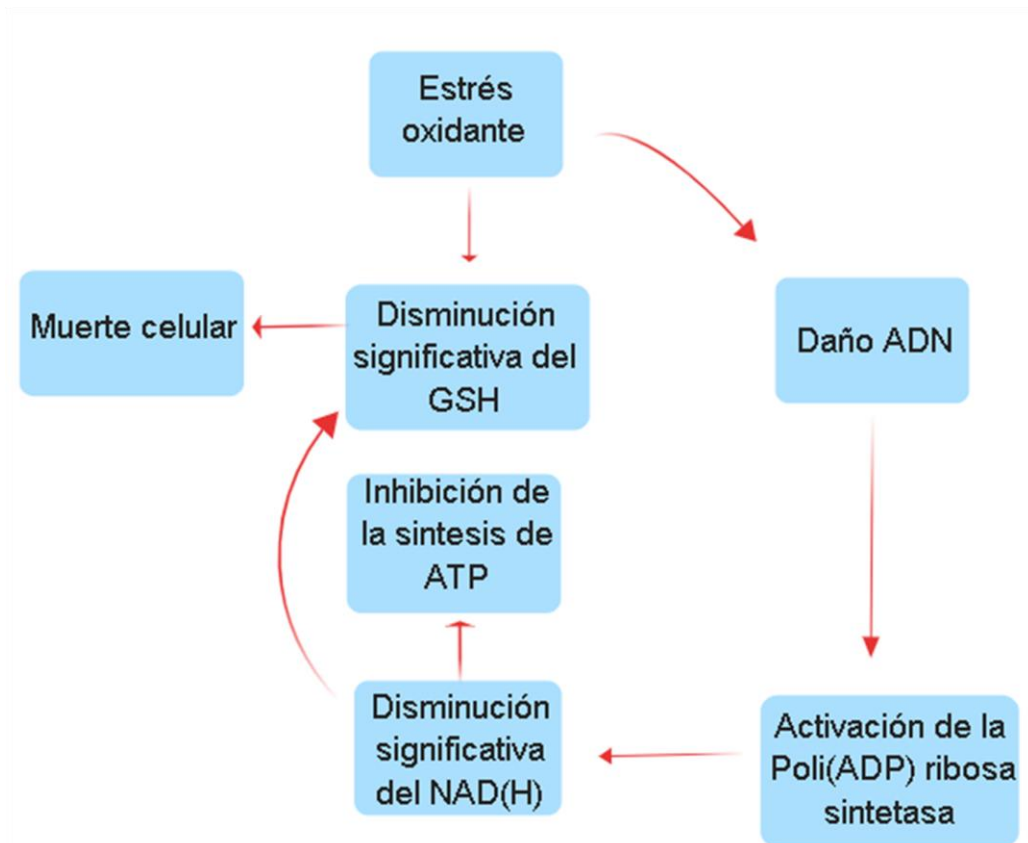 Estrés
oxidante
Muerte celular
Disminución
significativa del
GSH
Daño ADN
Inhibición de
la sintesis de
ATP
Disminución
significativa
del NAD(H)
Activación de la
Poli(ADP) ribosa
sintetasa